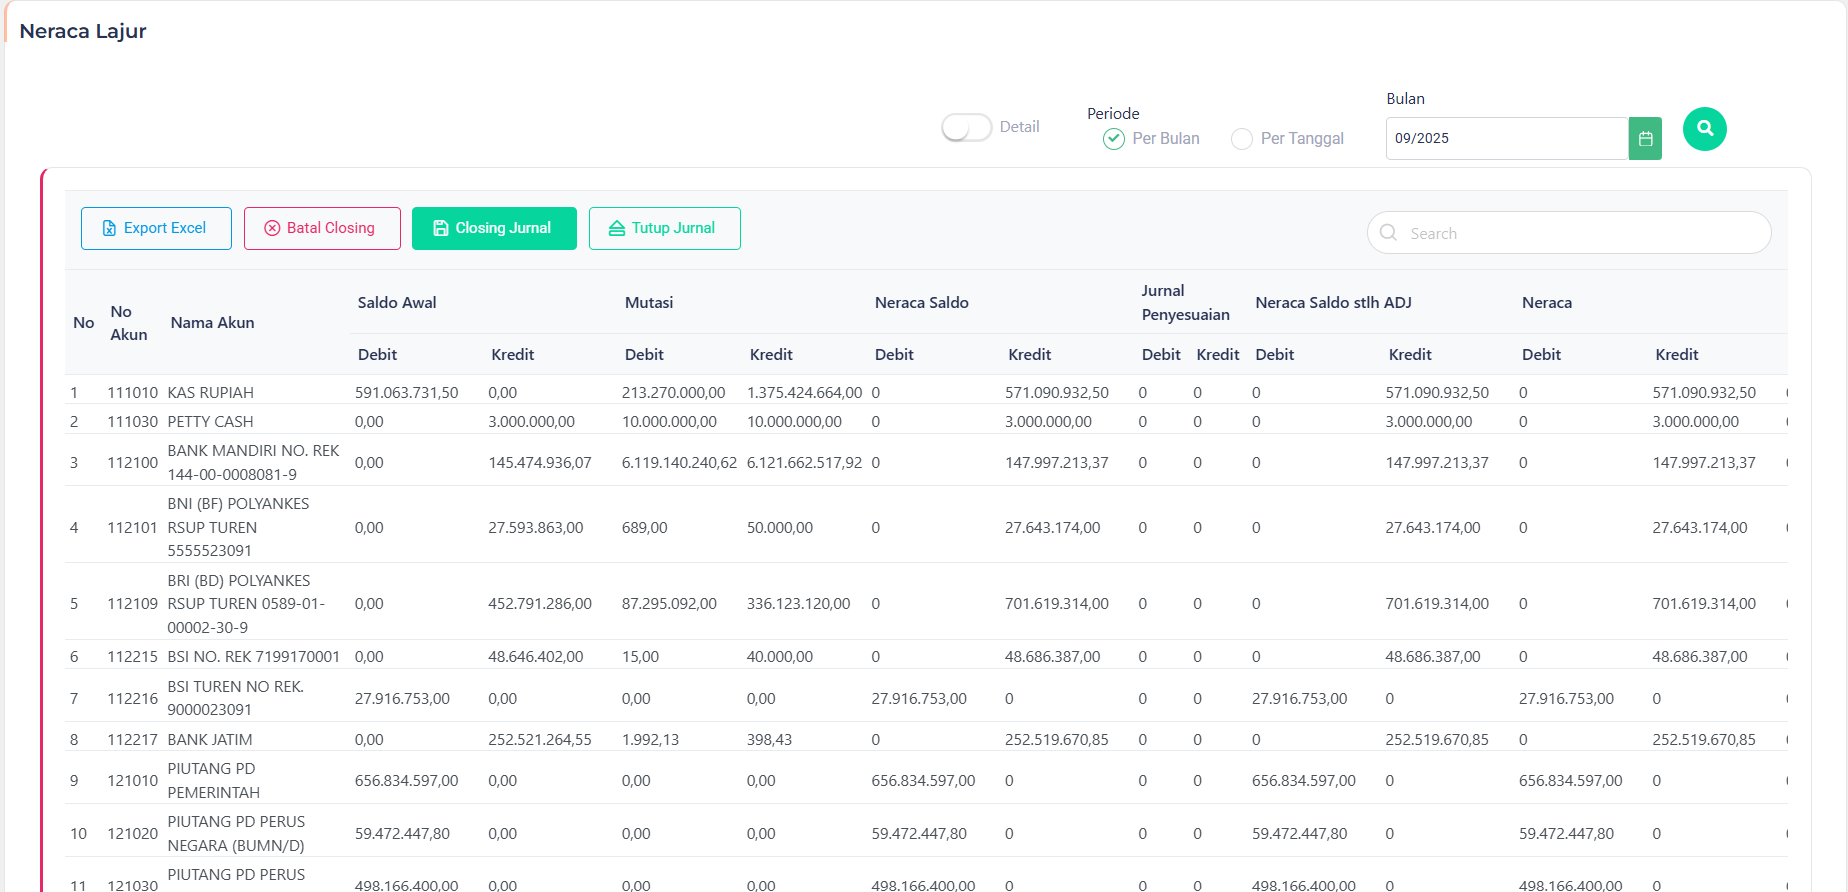 Neraca Lajur
Detail
Periode
Per Bulan
Per Tanggal
Bulan
09/2025
Export Excel
Batal Closing
Closing Jurnal
Tutup Jurnal
Search
No
No
Akun
Nama Akun
Saldo Awal
Mutasi
Neraca Saldo
Jurnal
Penyesuaian
Neraca Saldo stlh ADJ
Neraca
Debit Kredit Debit Kredit Debit Kredit Debit Kredit Debit Kredit Debit Kredit
1 111010 KAS RUPIAH 591.063.731,50 0,00 213.270.000,00 1.375.424.664,00 0 571.090.932,50 0 0 0 571.090.932,50 0 571.090.932,50
2 111030 PETTY CASH 0,00 3.000.000,00 10.000.000,00 10.000.000,00 0 3.000.000,00 0 0 0 3.000.000,00 0 3.000.000,00
BANK MANDIRI NO. REK
3 112100 144-00-0008081-9 0,00 145.474.936,07 6.119.140.240,62 6.121.662.517,92 0 147.997.213,37 0 0 0 147.997.213,37 0 147.997.213,37
BNI (BF) POLYANKES
4 112101 RSUP TUREN 0,00 27.593.863,00 689,00 50.000,00 0 27.643.174,00 0 0 0 27.643.174,00 0 27.643.174,00
5555523091
BRI (BD) POLYANKES
5 112109 RSUP TUREN 0589-01- 0,00 452.791.286,00 87.295.092,00 336.123.120,00 0 701.619.314,00 0 0 0 701.619.314,00 0 701.619.314,00
00002-30-9
6 112215 BSI NO. REK 7199170001 0,00 48.646.402,00 15,00 40.000,00 0 48.686.387,00 0 0 0 48.686.387,00 0 48.686.387,00
BSI TUREN NO REK.
7 112216 9000023091 27.916.753,00 0,00 0,00 0,00 27.916.753,00 0 0 0 27.916.753,00 0 27.916.753,00 0
8 112217 BANK JATIM 0,00 252.521.264,55 1.992,13 398,43 0 252.519.670,85 0 0 0 252.519.670,85 0 252.519.670,85
PIUTANG PD
9 121010 PEMERINTAH 656.834.597,00 0,00 0,00 0,00 656.834.597,00 0 0 0 656.834.597,00 0 656.834.597,00 0
PIUTANG PD PERUS
10 121020 NEGARA (BUMN/D) 59.472.447,80 0,00 0,00 0,00 59.472.447,80 0 0 0 59.472.447,80 0 59.472.447,80 0
PIUTANG PD PERUS
11 121030 498.166.400,00 0,00 0,00 0,00 498.166.400,00 0 0 0 498.166.400,00 0 498.166.400,00 0